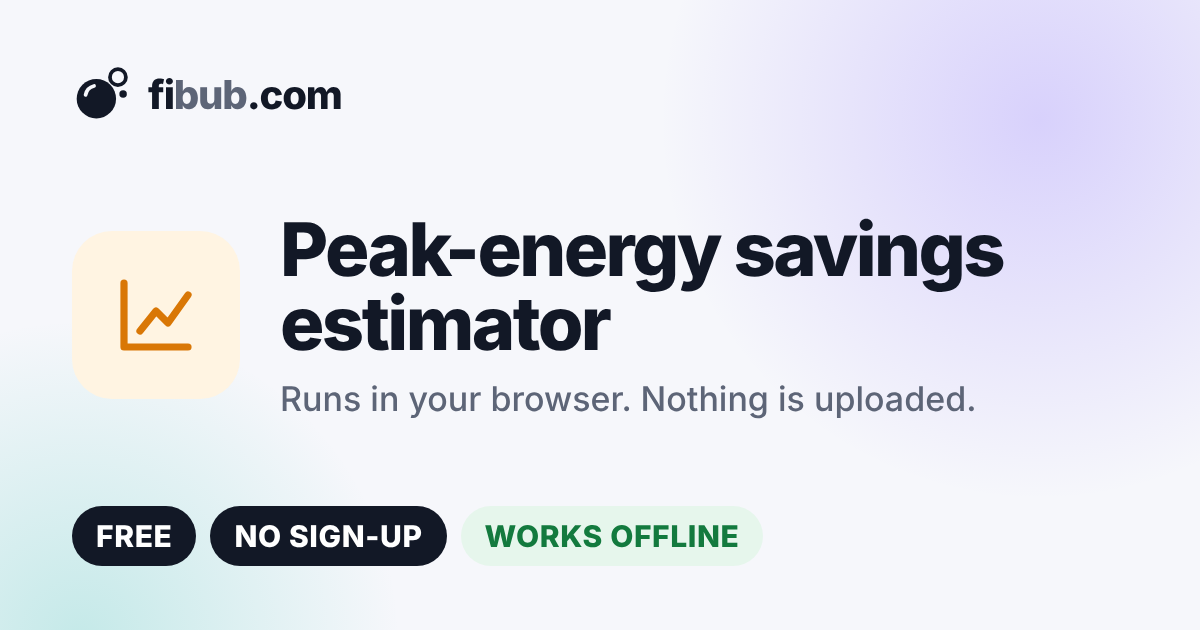 fibub.com
Peak-energy savings
estimator
Runs in your browser. Nothing is uploaded.
FREE
NO SIGN-UP
WORKS OFFLINE